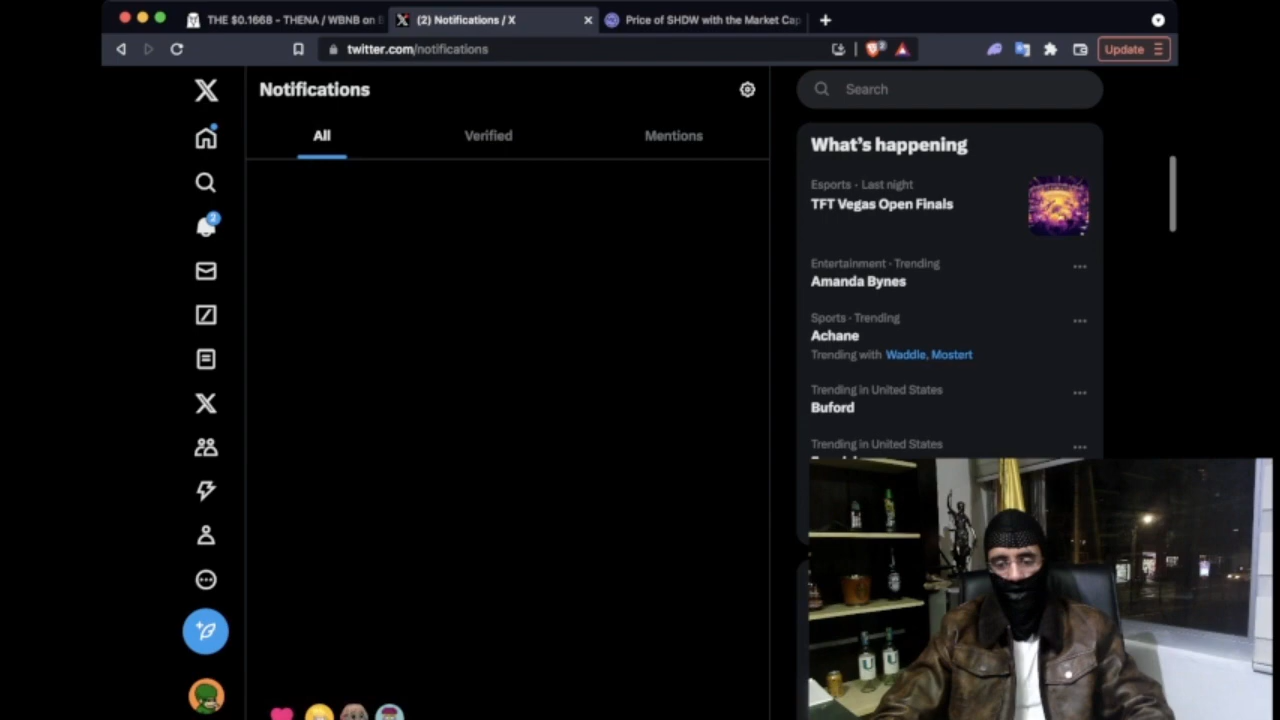 THE $0.1668 - THENA / WBNB on
(2) Notifications / X
Price of SHDW with the Market Cap
twitter.com/notifications
2
Update
Notifications
All
Verified
Mentions
2
Search
What's happening
Esports · Last night
TFT Vegas Open Finals
Entertainment · Trending
Amanda Bynes
Sports · Trending
Achane
Trending with Waddle, Mostert
Trending in United States
Buford
Trending in United States